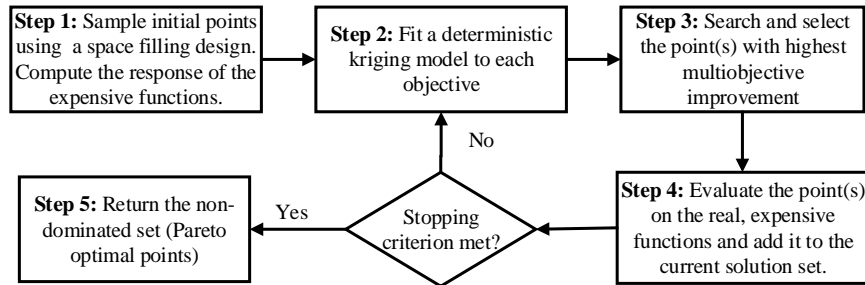 Step 1: Sample initial points
using a space filling design.
Compute the response of the
expensive functions.
Step 2: Fit a deterministic
kriging model to each
objective
Step 3: Search and select
the point(s) with highest
multiobjective
improvement
No
Step 4: Evaluate the point(s)
on the real, expensive
functions and add it to the
current solution set.
Stopping
criterion met?
Yes
Step 5: Return the non-
dominated set (Pareto
optimal points)